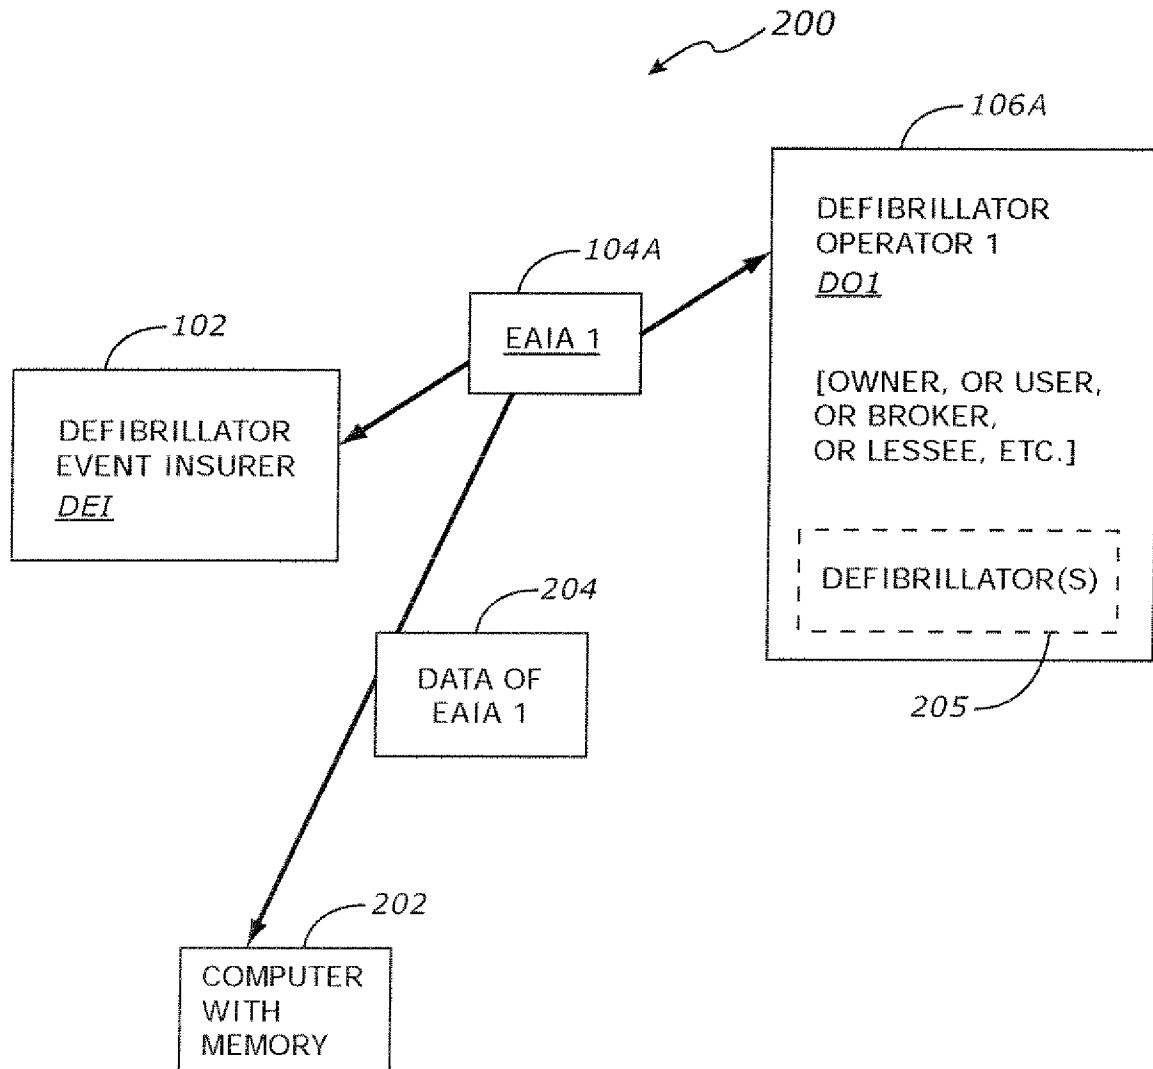 200
106A
DEFIBRILLATOR
OPERATOR 1
DO1
[OWNER, OR USER,
OR BROKER,
OR LESSEE, ETC.]
DEFIBRILLATOR(S)
205
104A
EAIA 1
102
DEFIBRILLATOR
EVENT INSURER
DEI
204
DATA OF
EAIA 1
202
COMPUTER
WITH
MEMORY